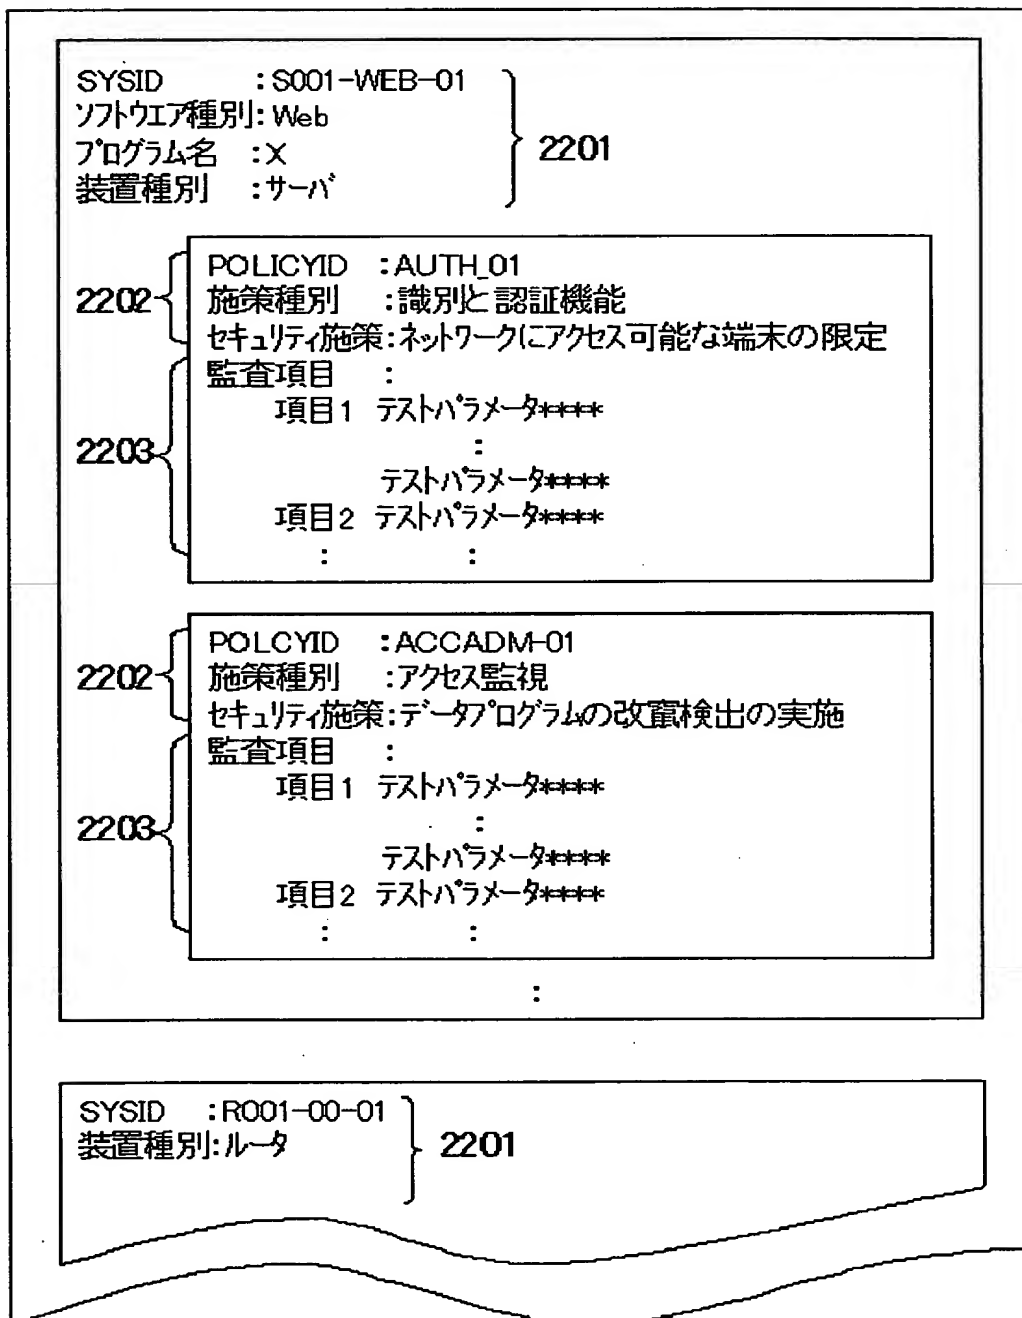 SYSID :S001-WEB-01
ソフトウエア種別:Web
プログラム名 :X
装置種別 :サーバ
2201
POLICYID :AUTH_01
施策種別 :識別と認証機能
2202
セキュリティ施策:ネットワークにアクセス可能な端末の限定
監査項目 :
項目1 テストパラメータ****
2203
:
テストパラメータ****
項目2 テストパラメータ****
: :
POLCYID :ACCADM-01
2202
施策種別 :アクセス監視
セキュリティ施策:データプログラムの改竄検出の実施
監査項目 :
項目1 テストパラメータ****
2203
:
テストパラメータ****
項目2 テストパラメータ****
: :
:
SYSID :R001-00-01
装置種別:ルータ
2201